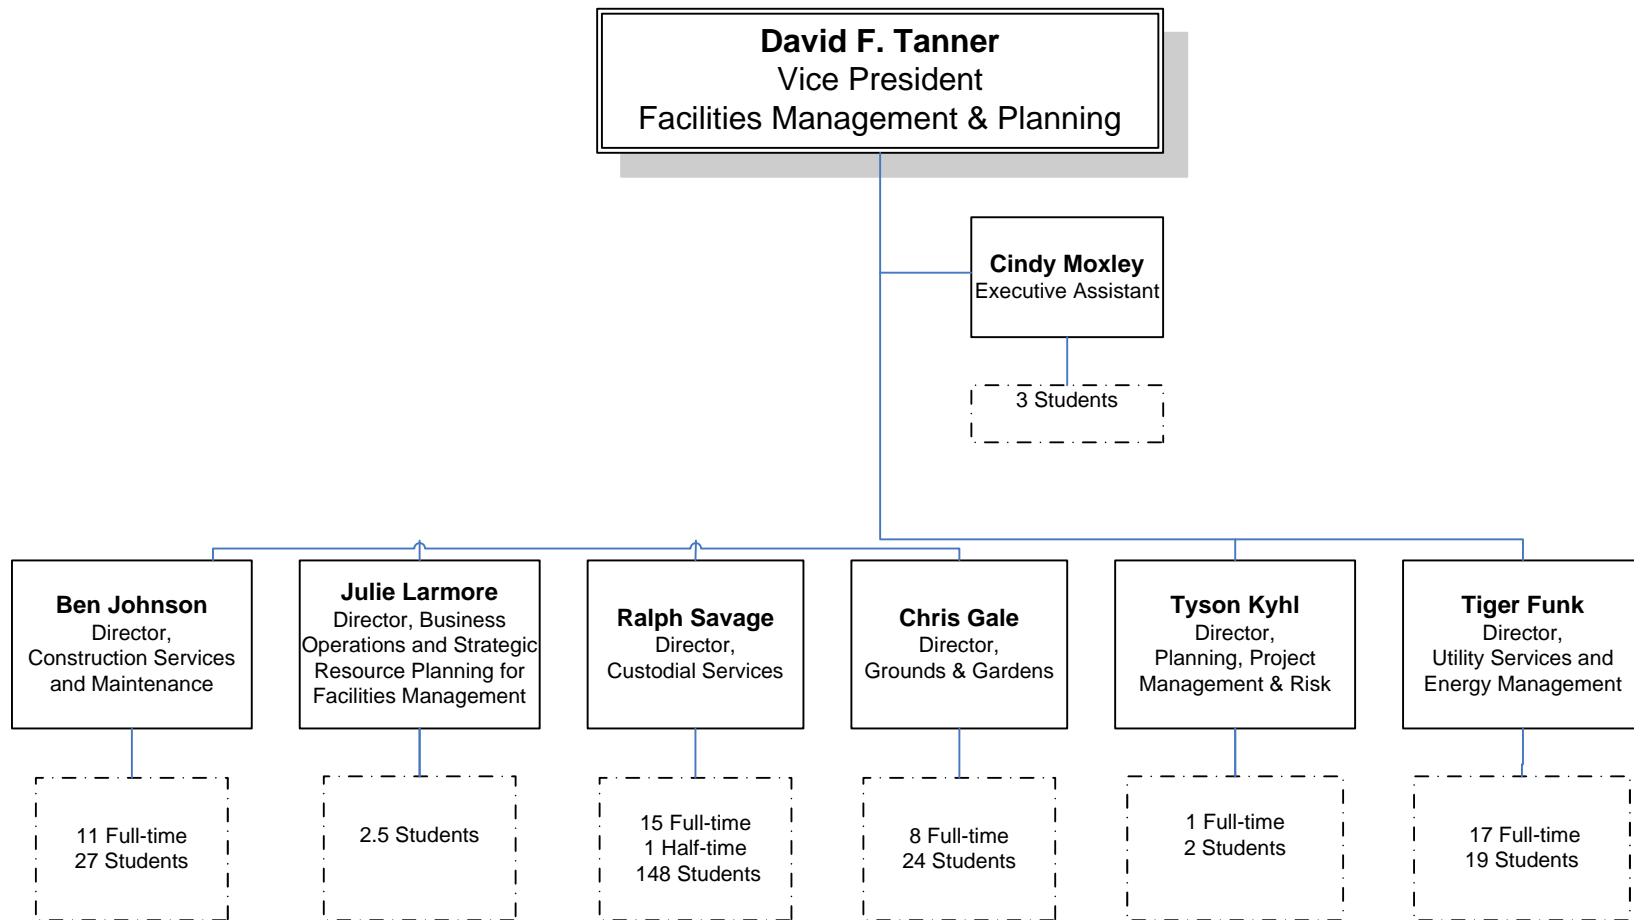 David F. Tanner
Vice President
Facilities Management & Planning
Cindy Moxley
Executive Assistant
3 Students
Ben Johnson
Director,
Construction Services
and Maintenance
Julie Larmore
Director, Business
Operations and Strategic
Resource Planning for
Facilities Management
Ralph Savage
Director,
Custodial Services
Chris Gale
Director,
Grounds & Gardens
Tyson Kyhl
Director,
Planning, Project
Management & Risk
Tiger Funk
Director,
Utility Services and
Energy Management
11 Full-time
27 Students
2.5 Students
15 Full-time
1 Half-time
148 Students
8 Full-time
24 Students
1 Full-time
2 Students
17 Full-time
19 Students